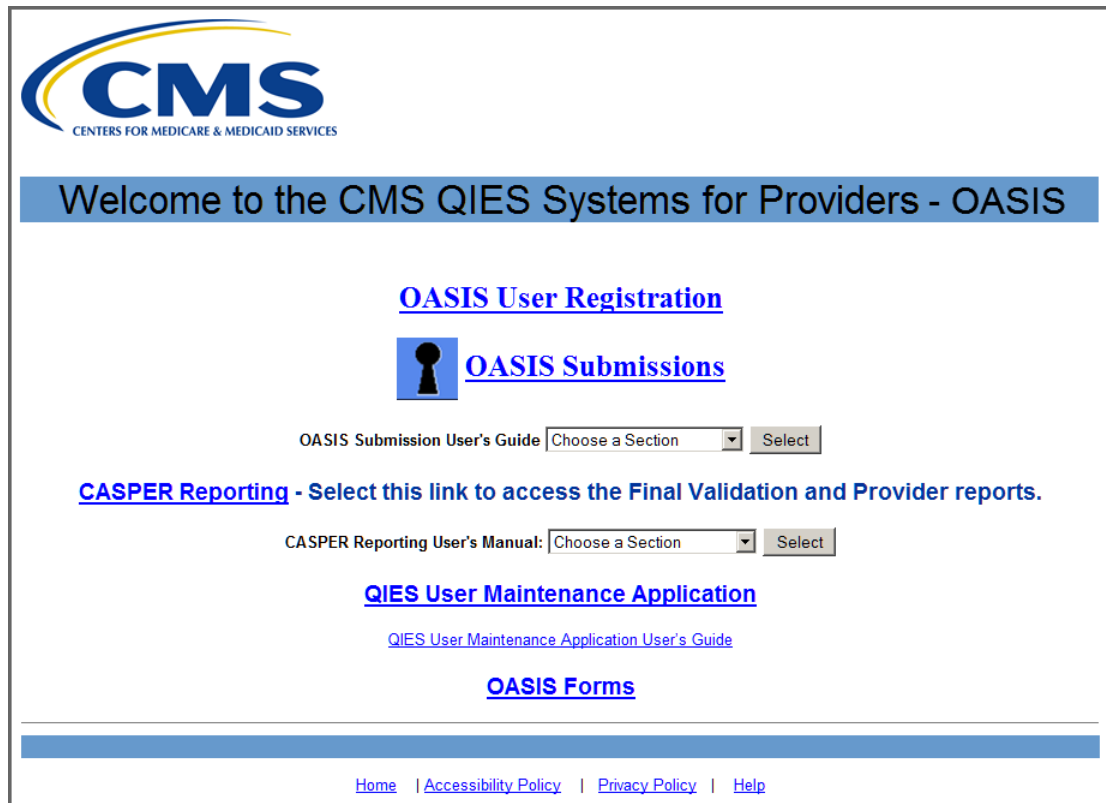 CMS
CENTERS FOR MEDICARE & MEDICAID SERVICES
Welcome to the CMS QIES Systems for Providers - OASIS
OASIS User Registration
OASIS Submissions
OASIS Submission User's Guide Choose a Section Select
CASPER Reporting - Select this link to access the Final Validation and Provider reports.
CASPER Reporting User's Manual: Choose a Section Select
QIES User Maintenance Application
QIES User Maintenance Application User's Guide
OASIS Forms
Home | Accessibility Policy | Privacy Policy | Help